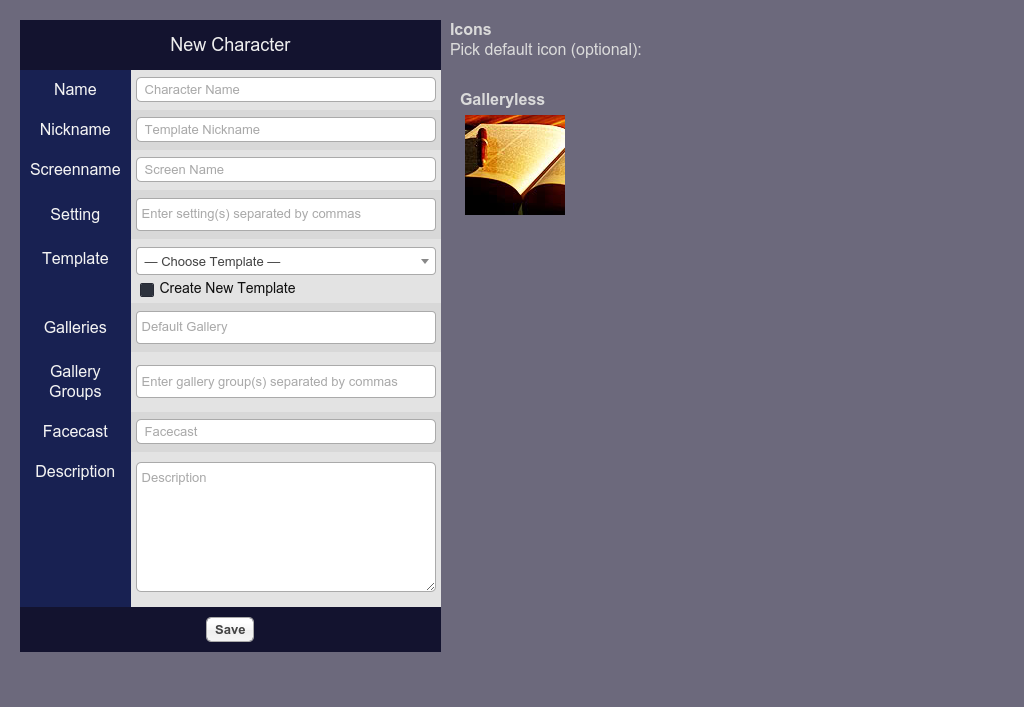 New Character
Name
Character Name
Nickname
Template Nickname
Screenname
Screen Name
Setting
Enter setting(s) separated by commas
Template
— Choose Template —
Create New Template
Galleries
Default Gallery
Gallery
Groups
Enter gallery group(s) separated by commas
Facecast
Facecast
Description
Description
Save
Icons
Pick default icon (optional):
Galleryless